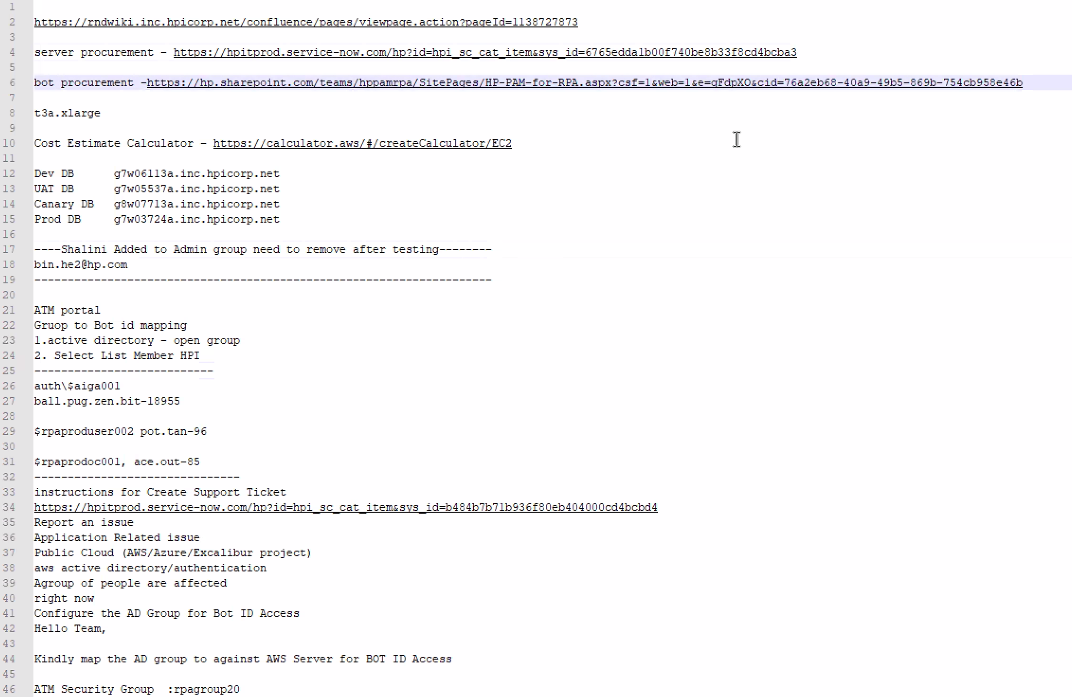 1
2 https://rndwiki.inc.hpicorp.net/confluence/pages/viewpage.action?pageId=1138727873
3
4 server procurement - https://hpitprod.service-now.com/hp?id=hpi_sc_cat_item&sys_id=6765edda1b00f740be8b33f8cd4bcba3
5
6 bot procurement -https://hp.sharepoint.com/teams/hppamrpa/SitePages/HP-PAM-for-RPA.aspx?csf=1&web=1&e=qFdpXO&cid=76a2eb68-40a9-49b5-869b-754cb958e46b
7
8 t3a.xlarge
9
10 Cost Estimate Calculator - https://calculator.aws/#/createCalculator/EC2
11
12 Dev DB g7w06113a.inc.hpicorp.net
13 UAT DB g7w05537a.inc.hpicorp.net
14 Canary DB g8w07713a.inc.hpicorp.net
15 Prod DB g7w03724a.inc.hpicorp.net
16
17 ----Shalini Added to Admin group need to remove after testing--------
18 bin.he2@hp.com
19 ---------------------------------------------------------------------
20
21 ATM portal
22 Gruop to Bot id mapping
23 1.active directory - open group
24 2. Select List Member HPI
25 ---------------------------
26 auth\$aiga001
27 ball.pug.zen.bit-18955
28
29 $rpaproduser002 pot.tan-96
30
31 $rpaprodoc001, ace.out-85
32 -------------------------------
33 instructions for Create Support Ticket
34 https://hpitprod.service-now.com/hp?id=hpi_sc_cat_item&sys_id=b484b7b71b936f80eb404000cd4bcbd4
35 Report an issue
36 Application Related issue
37 Public Cloud (AWS/Azure/Excalibur project)
38 aws active directory/authentication
39 Agroup of people are affected
40 right now
41 Configure the AD Group for Bot ID Access
42 Hello Team,
43
44 Kindly map the AD group to against AWS Server for BOT ID Access
45
46 ATM Security Group :rpagroup20